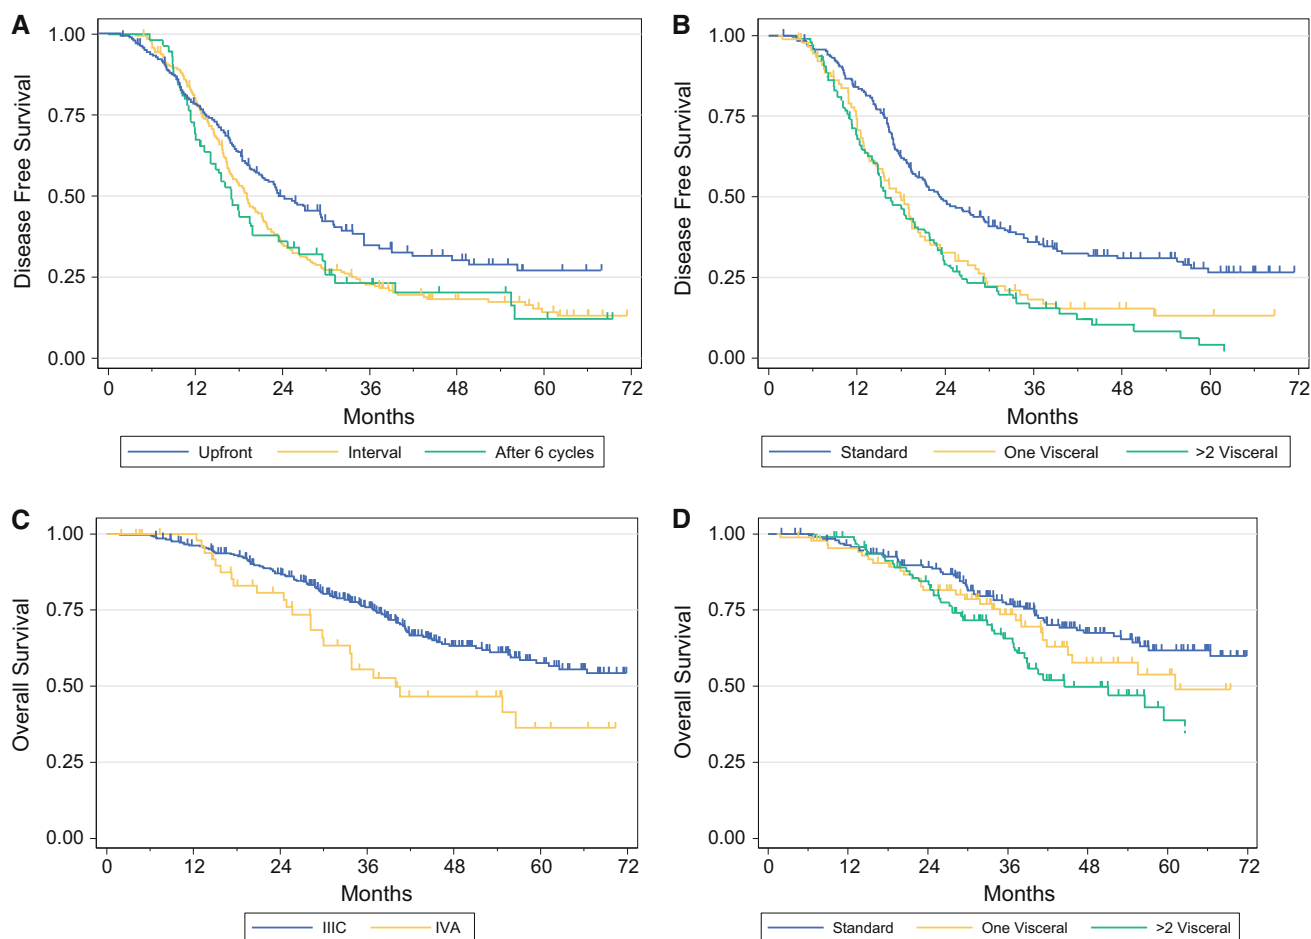 A
Disease Free Survival
1.00
0.75
0.50
0.25
0.00
0 12 24 36 48 60 72
Months
Upfront Interval After 6 cycles
B
Disease Free Survival
1.00
0.75
0.50
0.25
0.00
0 12 24 36 48 60 72
Months
Standard One Visceral >2 Visceral
C
Overall Survival
1.00
0.75
0.50
0.25
0.00
0 12 24 36 48 60 72
Months
IIIC IVA
D
Overall Survival
1.00
0.75
0.50
0.25
0.00
0 12 24 36 48 60 72
Months
Standard One Visceral >2 Visceral